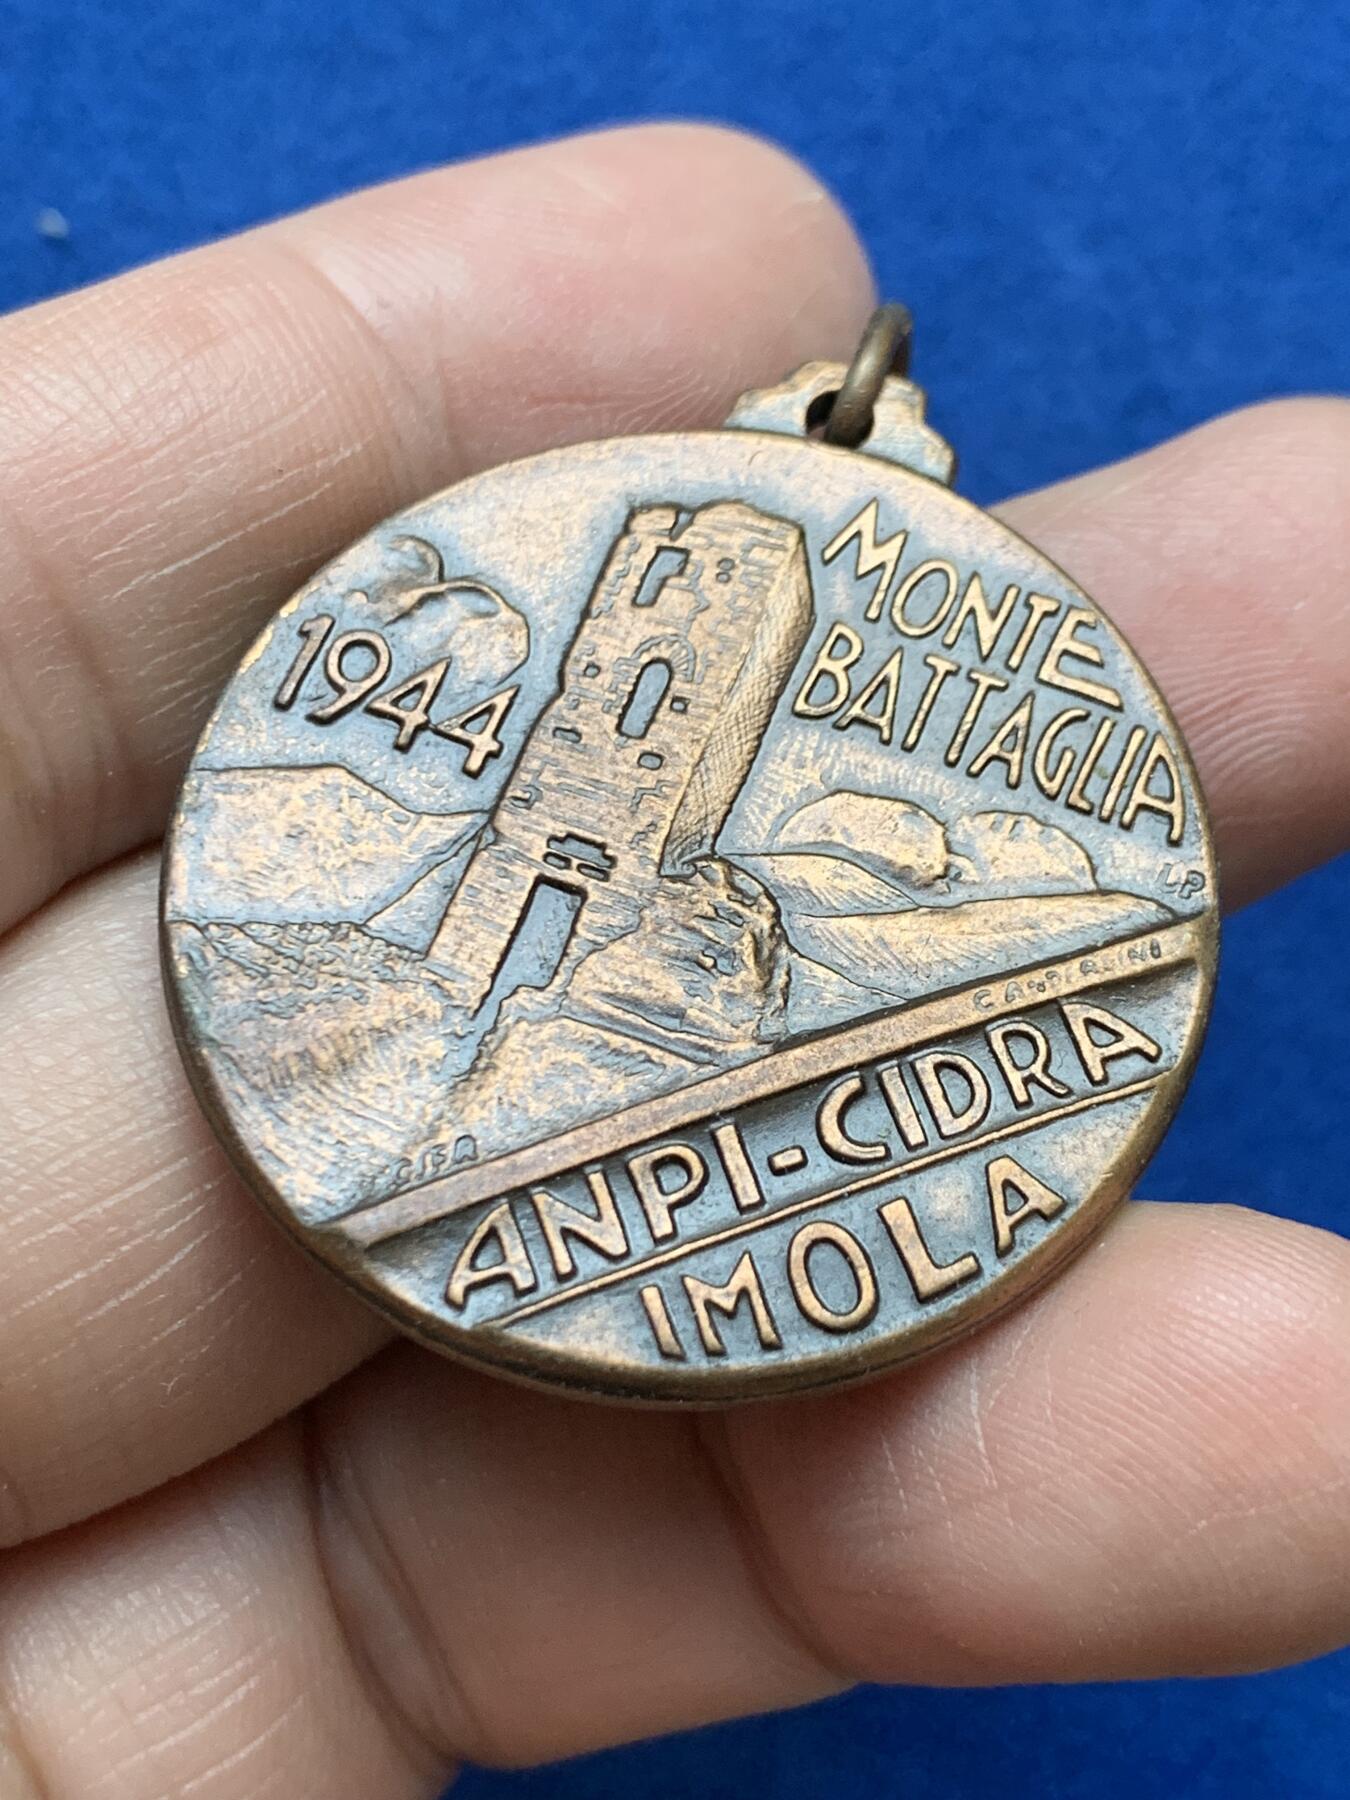 1944
MONTE
BATTAGLIA
LP
ANPI-CIDRA
IMOLA